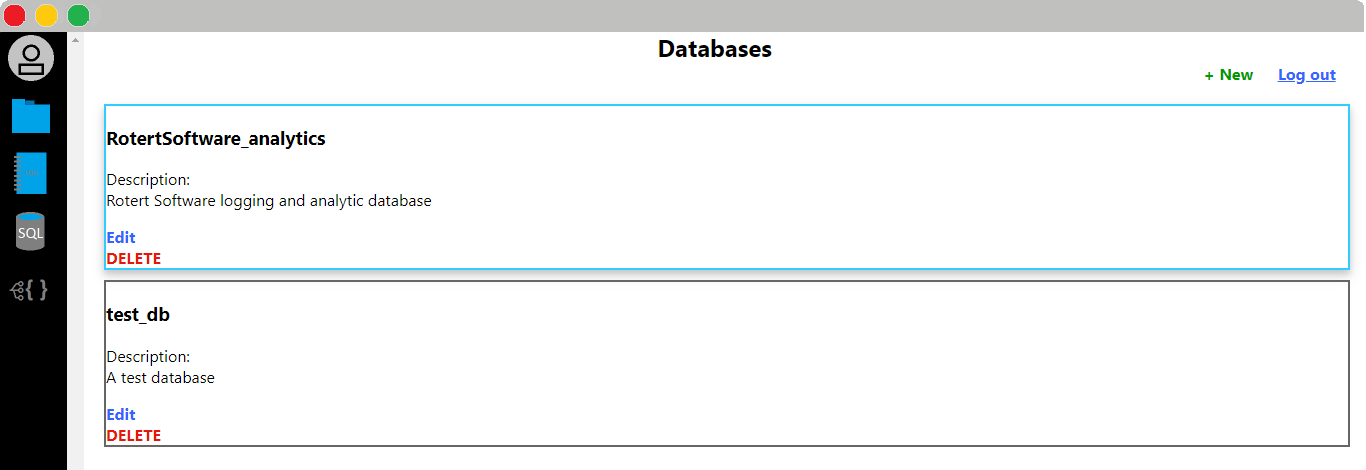 Databases
+ New Log out
RotertSoftware_analytics
Description:
Rotert Software logging and analytic database
Edit
DELETE
SQL
{ }
test_db
Description:
A test database
Edit
DELETE